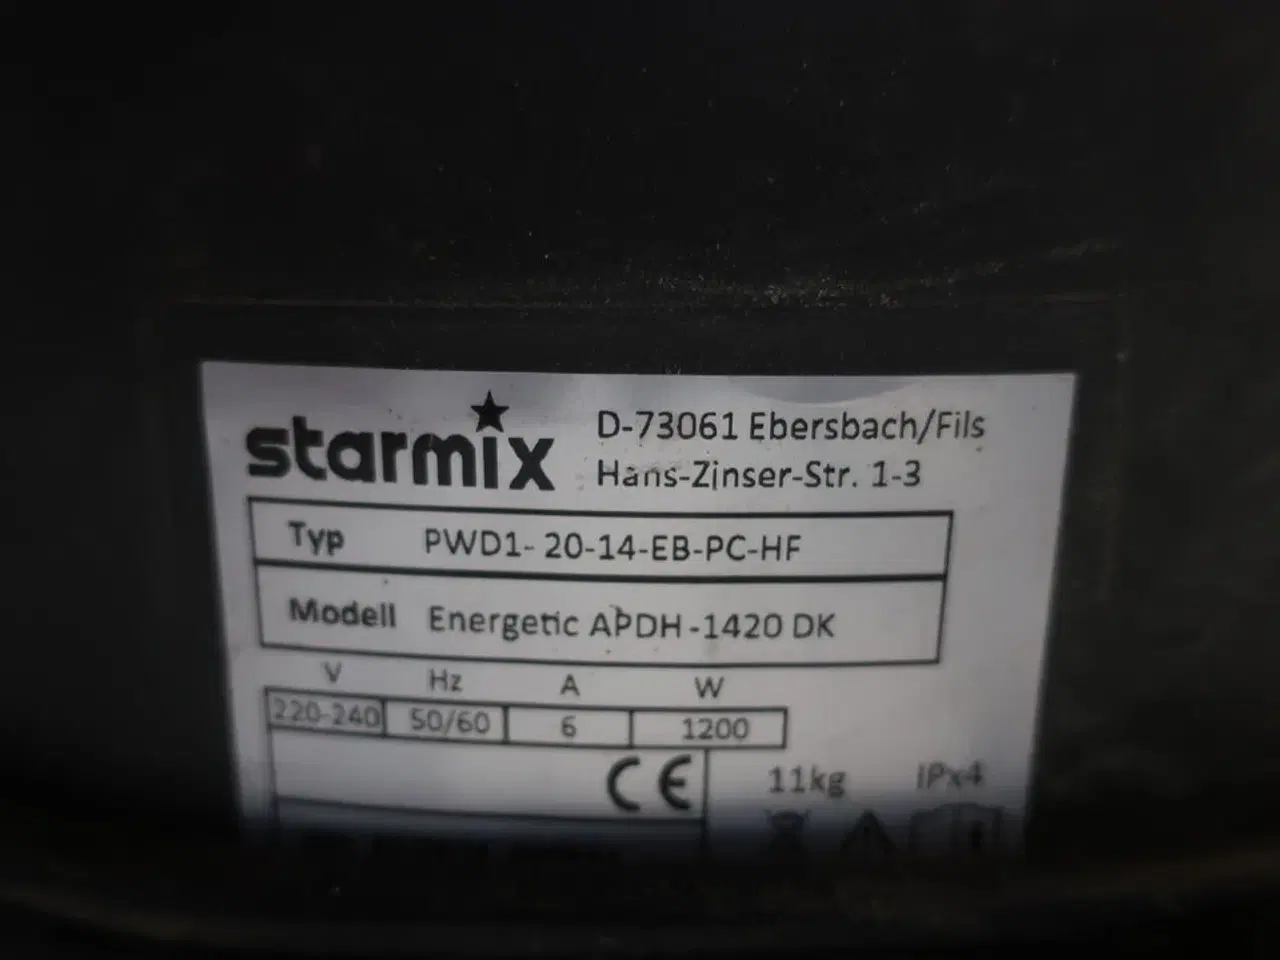 starmix
D-73061 Ebersbach/Fils
Hans-Zinser-Str. 1-3
Typ PWD1- 20-14-EB-PC-HF
Modell Energetic APDH -1420 DK
V Hz A W
220-240 50/60 6 1200
CE 11kg IPx4